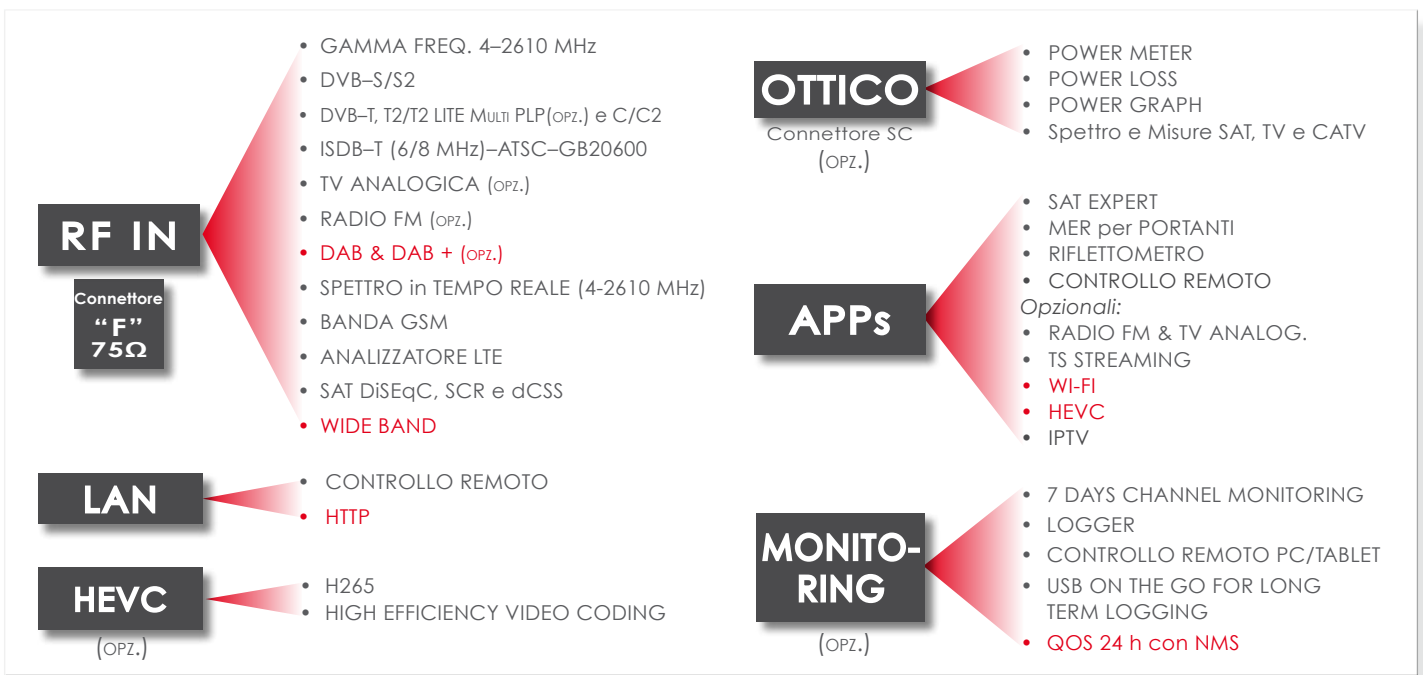 RF IN
Connettore
“F”
75Ω
• GAMMA FREQ. 4–2610 MHz
• DVB–S/S2
• DVB–T, T2/T2 LITE Multi PLP(opz.) e C/C2
• ISDB–T (6/8 MHz)–ATSC–GB20600
• TV ANALOGICA (opz.)
• RADIO FM (opz.)
• DAB & DAB + (opz.)
• SPETTRO in TEMPO REALE (4-2610 MHz)
• BANDA GSM
• ANALIZZATORE LTE
• SAT DiSEqC, SCR e dCSS
• WIDE BAND
LAN
• CONTROLLO REMOTO
• HTTP
HEVC
(opz.)
• H265
• HIGH EFFICIENCY VIDEO CODING
OTTICO
Connettore SC
(opz.)
• POWER METER
• POWER LOSS
• POWER GRAPH
• Spettro e Misure SAT, TV e CATV
APPs
• SAT EXPERT
• MER per PORTANTI
• RIFLETTOMETRO
• CONTROLLO REMOTO
Opzionali:
• RADIO FM & TV ANALOG.
• TS STREAMING
• WI-FI
• HEVC
• IPTV
MONITO-
RING
(opz.)
• 7 DAYS CHANNEL MONITORING
• LOGGER
• CONTROLLO REMOTO PC/TABLET
• USB ON THE GO FOR LONG
TERM LOGGING
• QOS 24 h con NMS